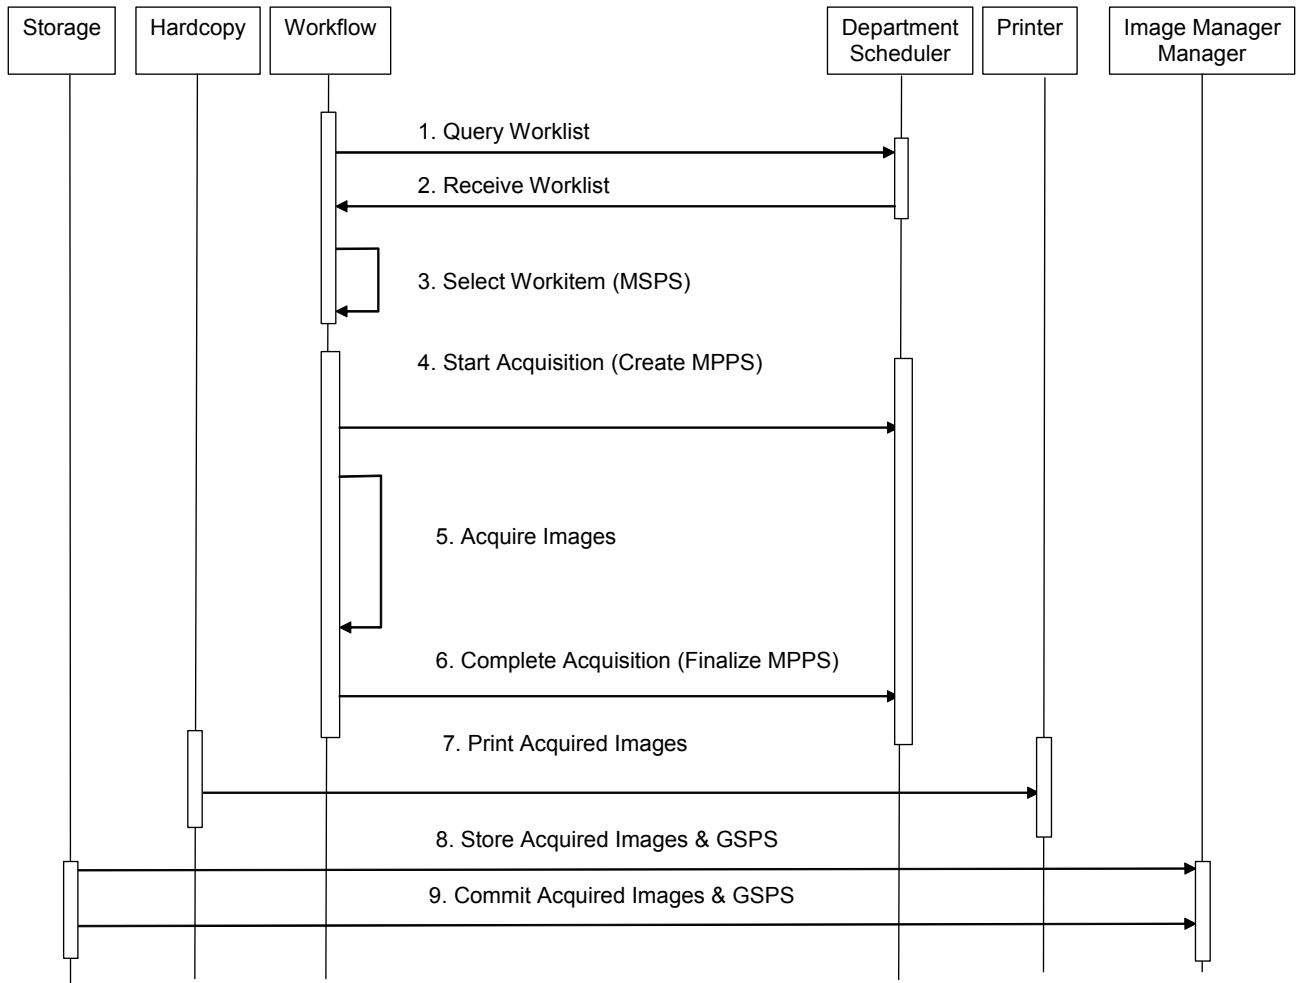 Storage
Hardcopy
Workflow
Department
Scheduler
Printer
Image Manager
Manager
1. Query Worklist
2. Receive Worklist
3. Select Workitem (MSPS)
4. Start Acquisition (Create MPPS)
5. Acquire Images
6. Complete Acquisition (Finalize MPPS)
7. Print Acquired Images
8. Store Acquired Images & GSPS
9. Commit Acquired Images & GSPS